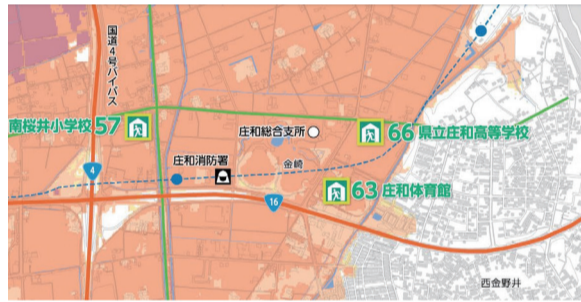 国道4号バイパス
南桜井小学校 57
庄和総合支所
66 県立庄和高等学校
庄和消防署
金崎
4
63 庄和体育館
16
西金野井